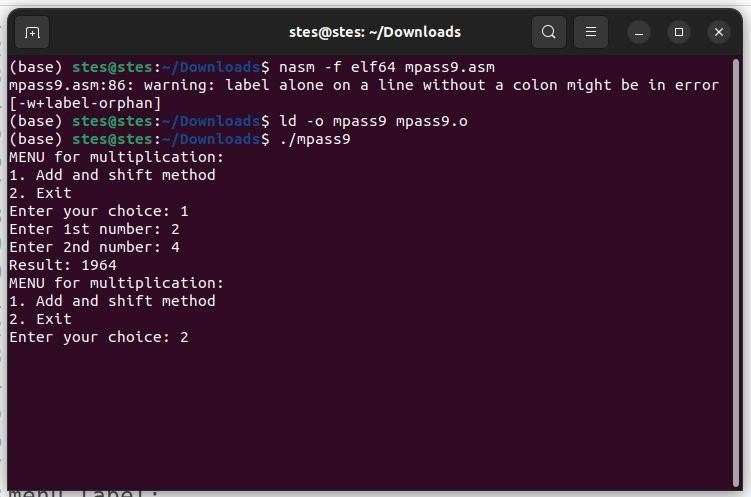 stes@stes: ~/Downloads
(base) stes@stes:~/Downloads$ nasm -f elf64 mpass9.asm
mpass9.asm:86: warning: label alone on a line without a colon might be in error
[-w+label-orphan]
(base) stes@stes:~/Downloads$ ld -o mpass9 mpass9.o
(base) stes@stes:~/Downloads$ ./mpass9
MENU for multiplication:
1. Add and shift method
2. Exit
Enter your choice: 1
Enter 1st number: 2
Enter 2nd number: 4
Result: 1964
MENU for multiplication:
1. Add and shift method
2. Exit
Enter your choice: 2
menu label: